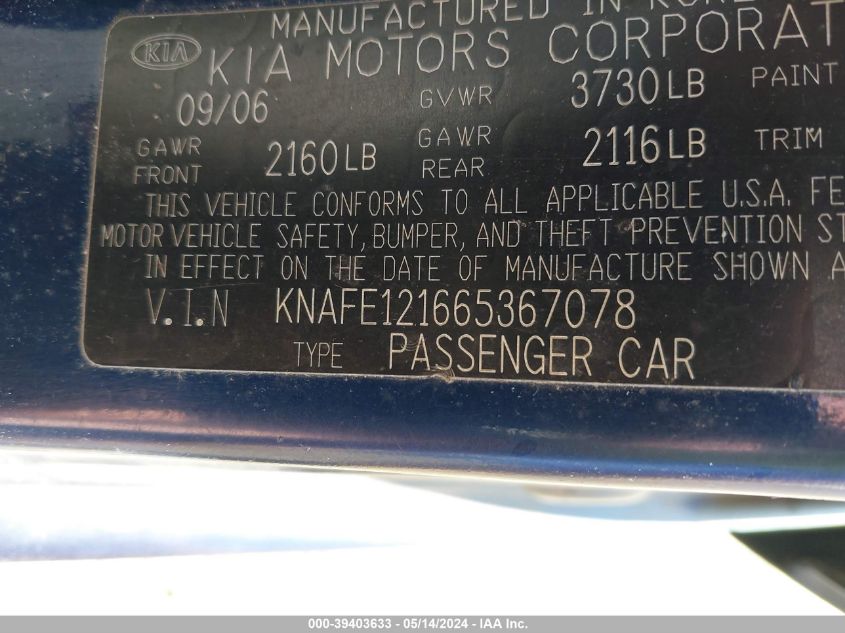 MANUFACTURED IN KORE
KIA KIA MOTORS CORPORAT
09/06 GVWR 3730LB PAINT
GAWR FRONT 2160LB GAWR REAR 2116LB TRIM
THIS VEHICLE CONFORMS TO ALL APPLICABLE U.S.A. FE
MOTOR VEHICLE SAFETY, BUMPER, AND THEFT PREVENTION ST
IN EFFECT ON THE DATE OF MANUFACTURE SHOWN A
V.I.N KNAFE121665367078
TYPE PASSENGER CAR
000-39403633 — 05/14/2024 — IAA Inc.